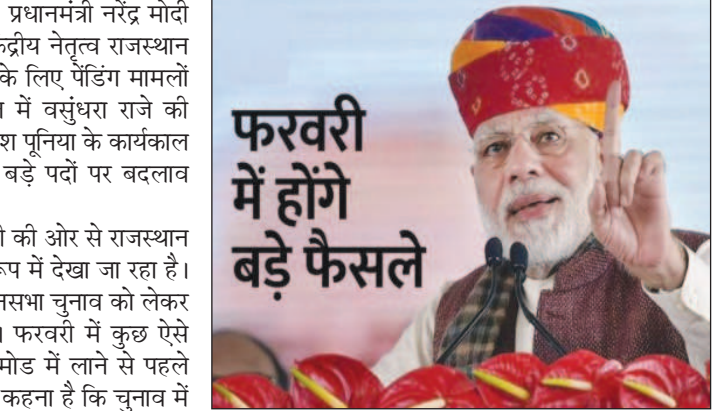 प्रधानमंत्री नरेंद्र मोदी
केंद्रीय नेतृत्व राजस्थान
के लिए पेंडिंग मामलों
में वसुंधरा राजे की
पूनिया के कार्यकाल
बड़े पदों पर बदलाव
की ओर से राजस्थान
में देखा जा रहा है।
चुनाव को लेकर
फरवरी में कुछ ऐसे
मोड में लाने से पहले
कहना है कि चुनाव में
फरवरी
में होंगे
बड़े फैसले